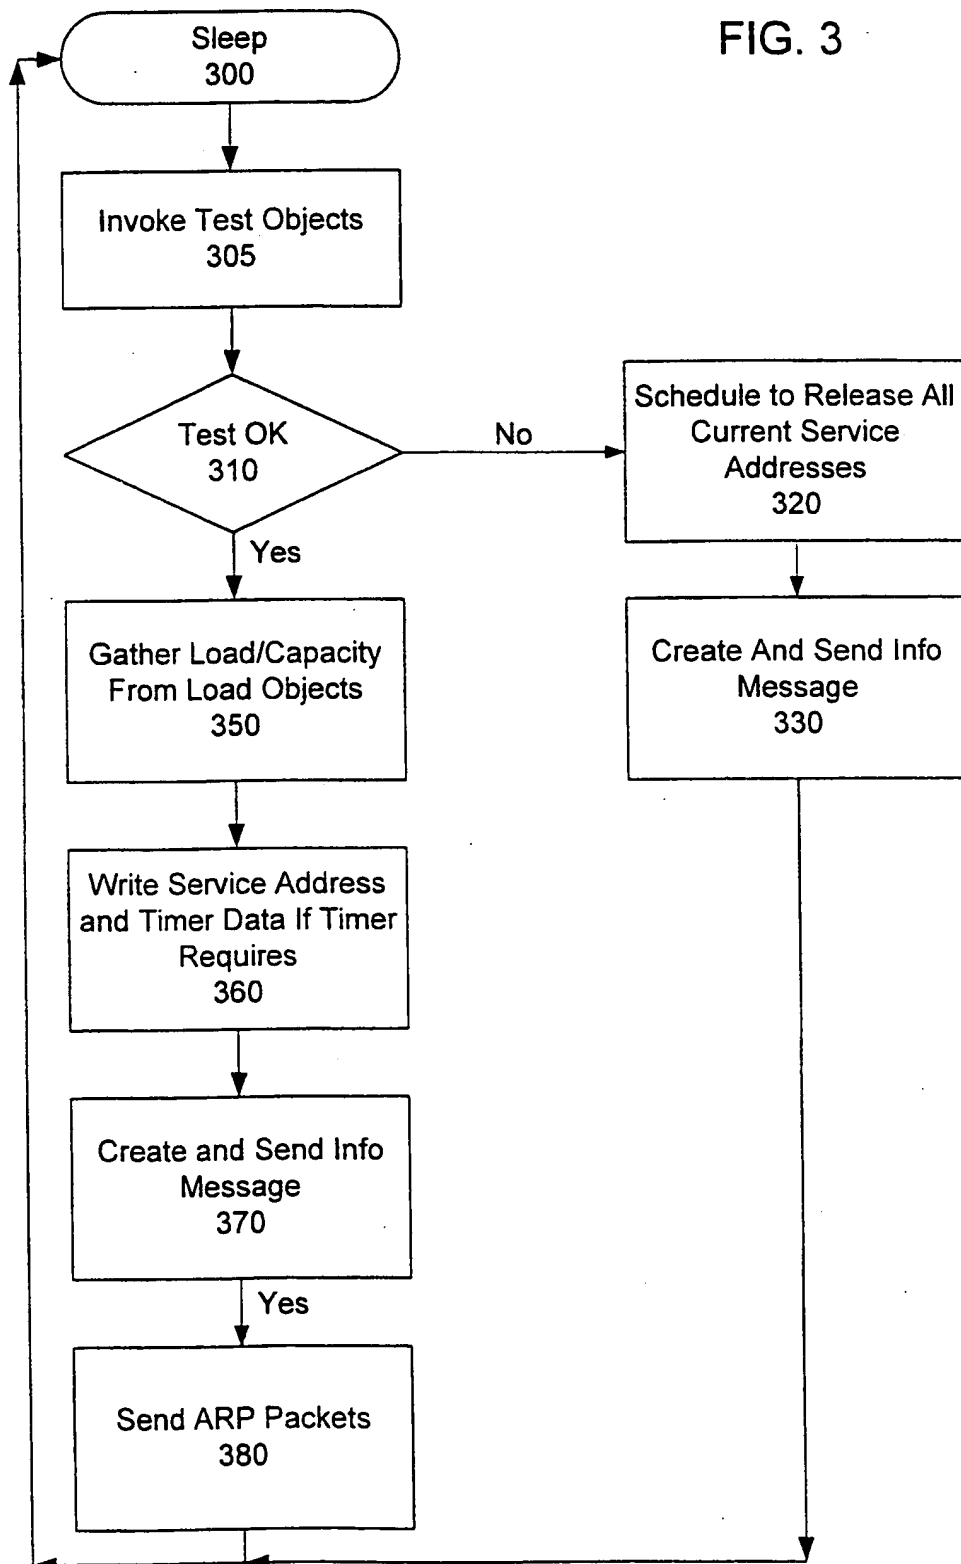 FIG. 3
Sleep
300
Invoke Test Objects
305
Test OK
310
No
Yes
Schedule to Release All
Current Service
Addresses
320
Create And Send Info
Message
330
Gather Load/Capacity
From Load Objects
350
Write Service Address
and Timer Data If Timer
Requires
360
Create and Send Info
Message
370
Yes
Send ARP Packets
380